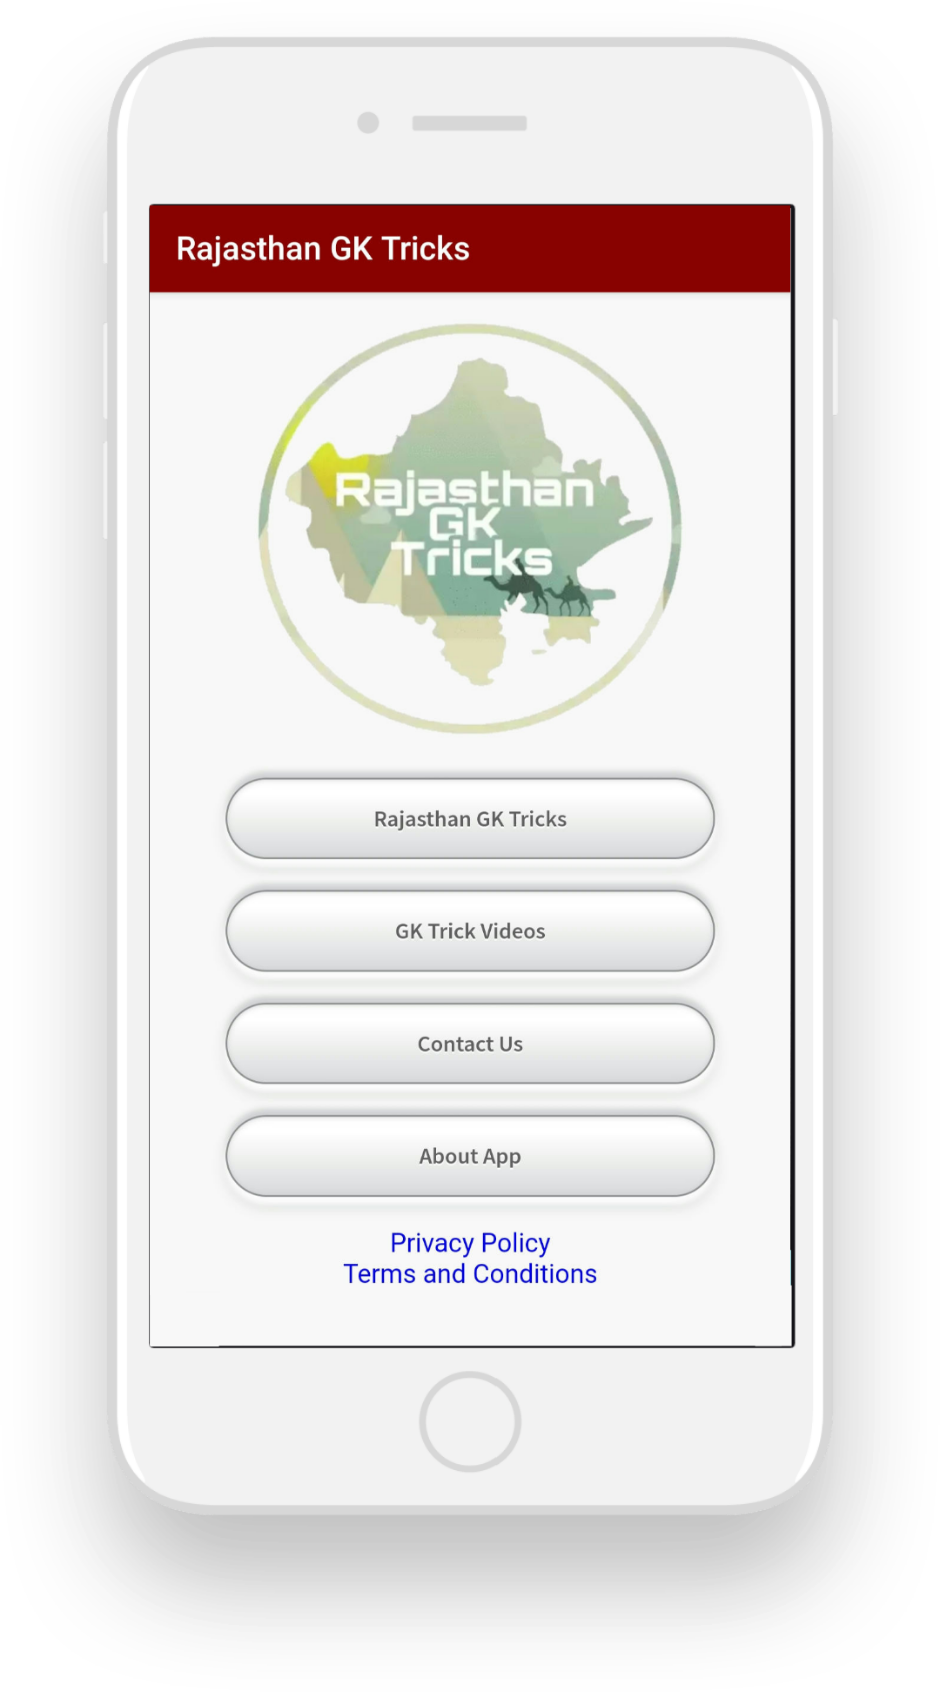 Rajasthan GK Tricks
Rajasthan
GK
Tricks
Rajasthan GK Tricks
GK Trick Videos
Contact Us
About App
Privacy Policy
Terms and Conditions